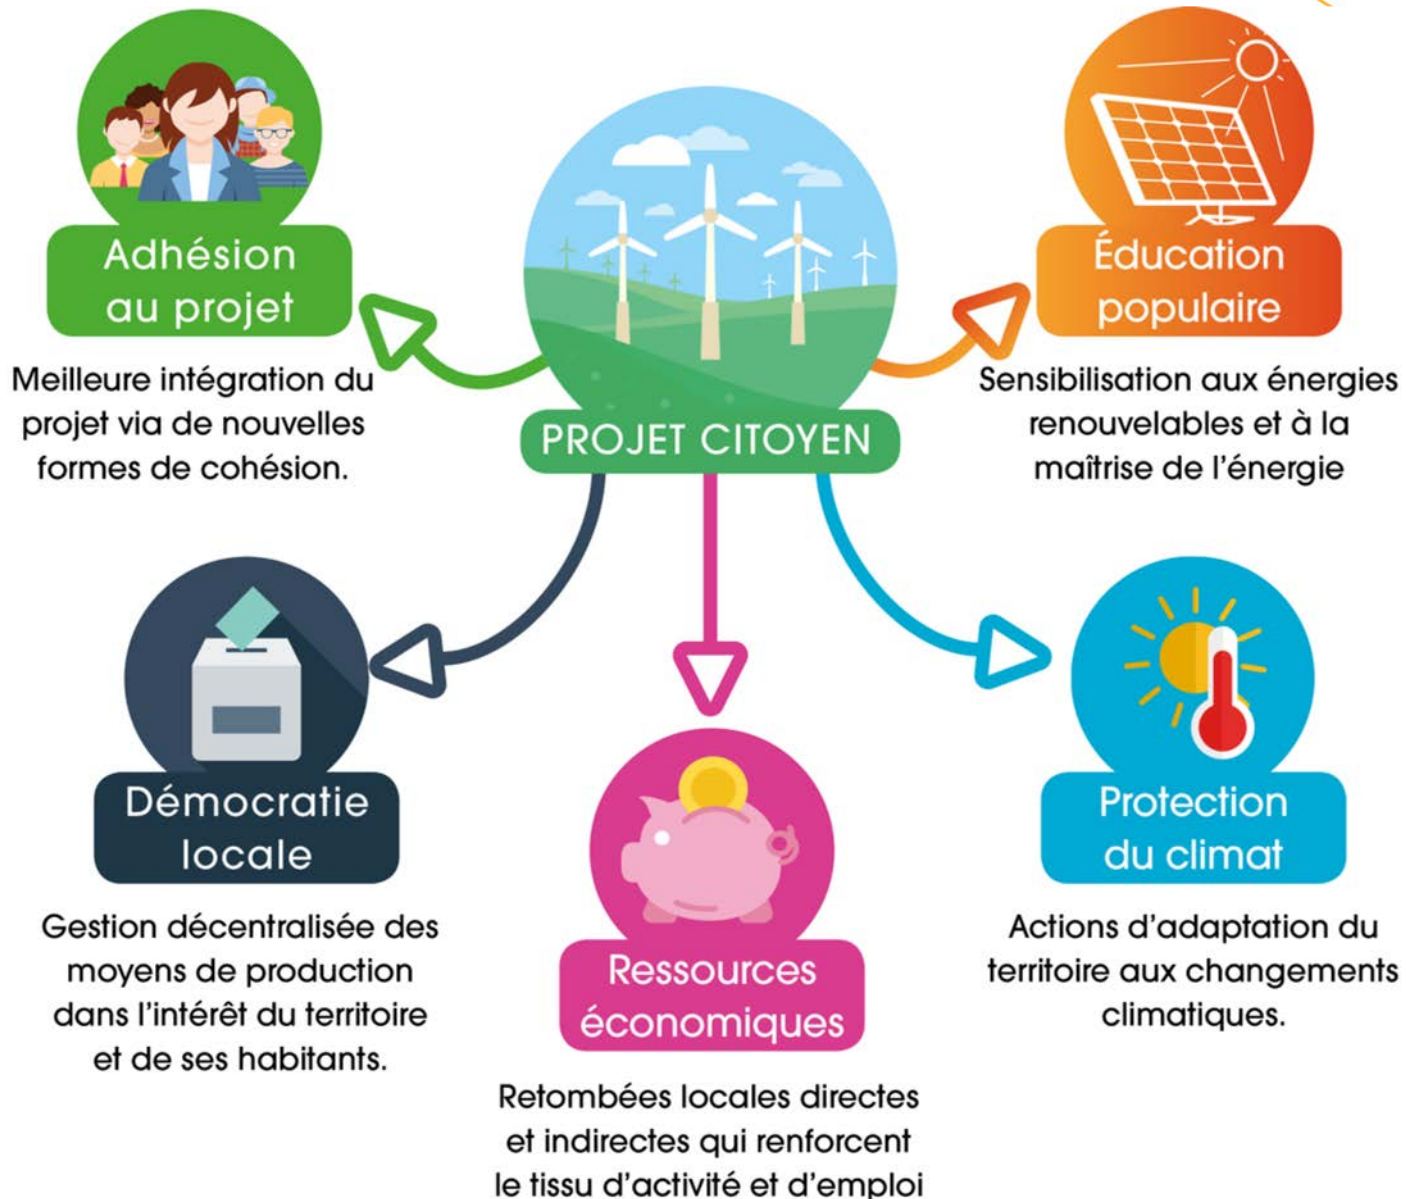 Adhésion
au projet
Meilleure intégration du
projet via de nouvelles
formes de cohésion.
PROJET CITOYEN
Éducation
populaire
Sensibilisation aux énergies
renouvelables et à la
maîtrise de l'énergie
Démocratie
locale
Gestion décentralisée des
moyens de production
dans l'intérêt du territoire
et de ses habitants.
Ressources
économiques
Retombées locales directes
et indirectes qui renforcent
le tissu d'activité et d'emploi
Protection
du climat
Actions d'adaptation du
territoire aux changements
climatiques.